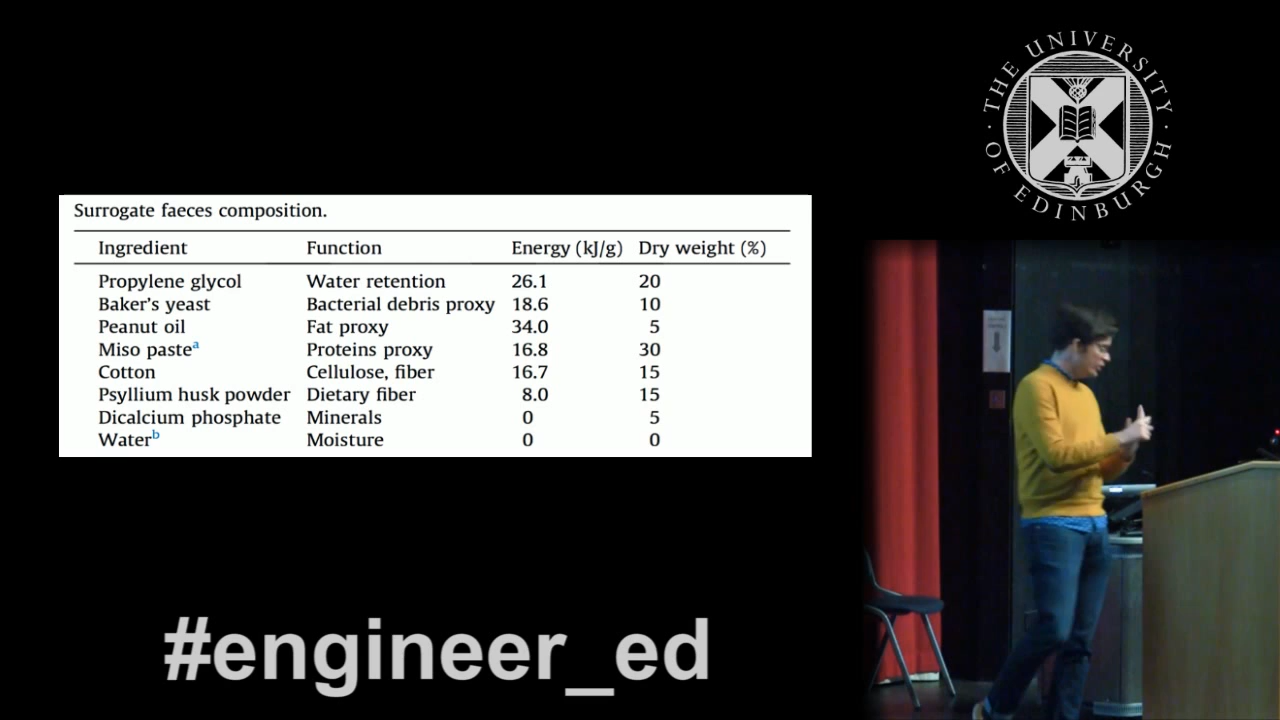 THE UNIVERSITY OF EDINBURGH
Surrogate faeces composition.
Ingredient Function Energy (kJ/g) Dry weight (%)
Propylene glycol Water retention 26.1 20
Baker's yeast Bacterial debris proxy 18.6 10
Peanut oil Fat proxy 34.0 5
Miso paste^a Proteins proxy 16.8 30
Cotton Cellulose, fiber 16.7 15
Psyllium husk powder Dietary fiber 8.0 15
Dicalcium phosphate Minerals 0 5
Water^b Moisture 0 0
#engineer_ed